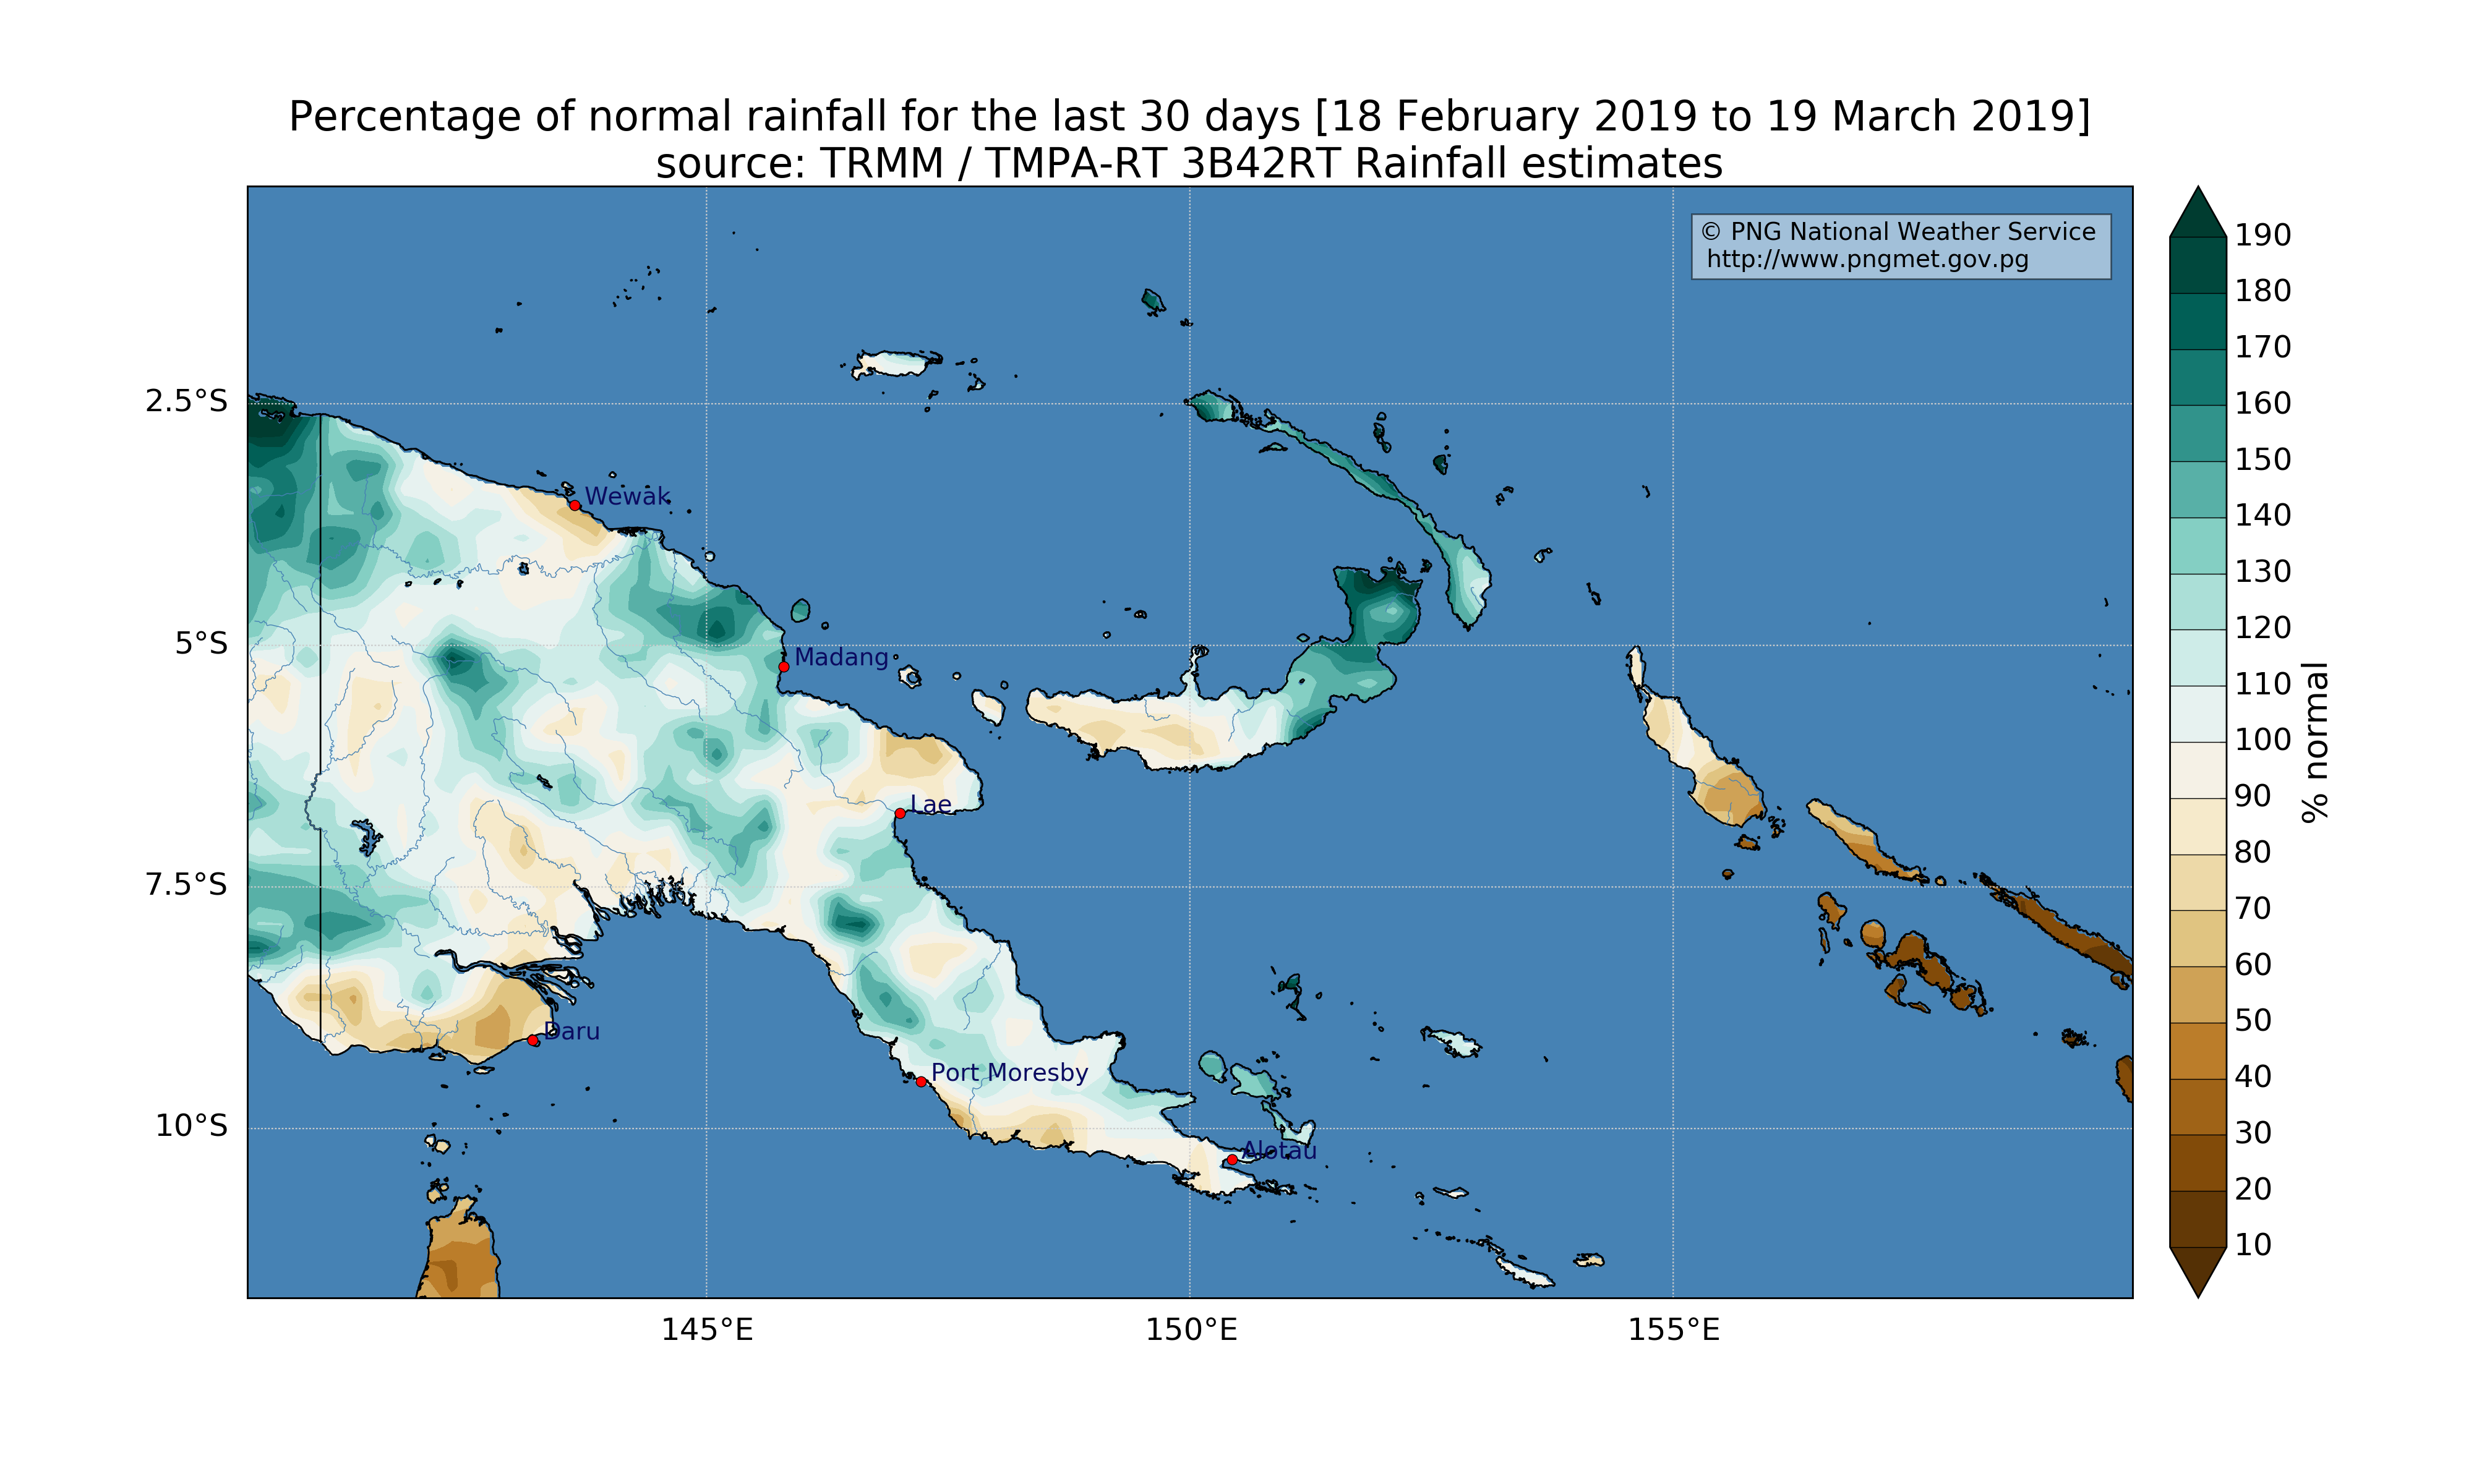 Percentage of normal rainfall for the last 30 days [18 February 2019 to 19 March 2019]
source: TRMM / TMPA-RT 3B42RT Rainfall estimates
© PNG National Weather Service
http://www.pngmet.gov.pg
190
180
170
160
150
140
130
120
110
100
90
80
70
60
50
40
30
20
10
% normal
2.5°S
5°S
7.5°S
10°S
Wewak
Madang
Lae
Daru
Port Moresby
Alotau
145°E
150°E
155°E